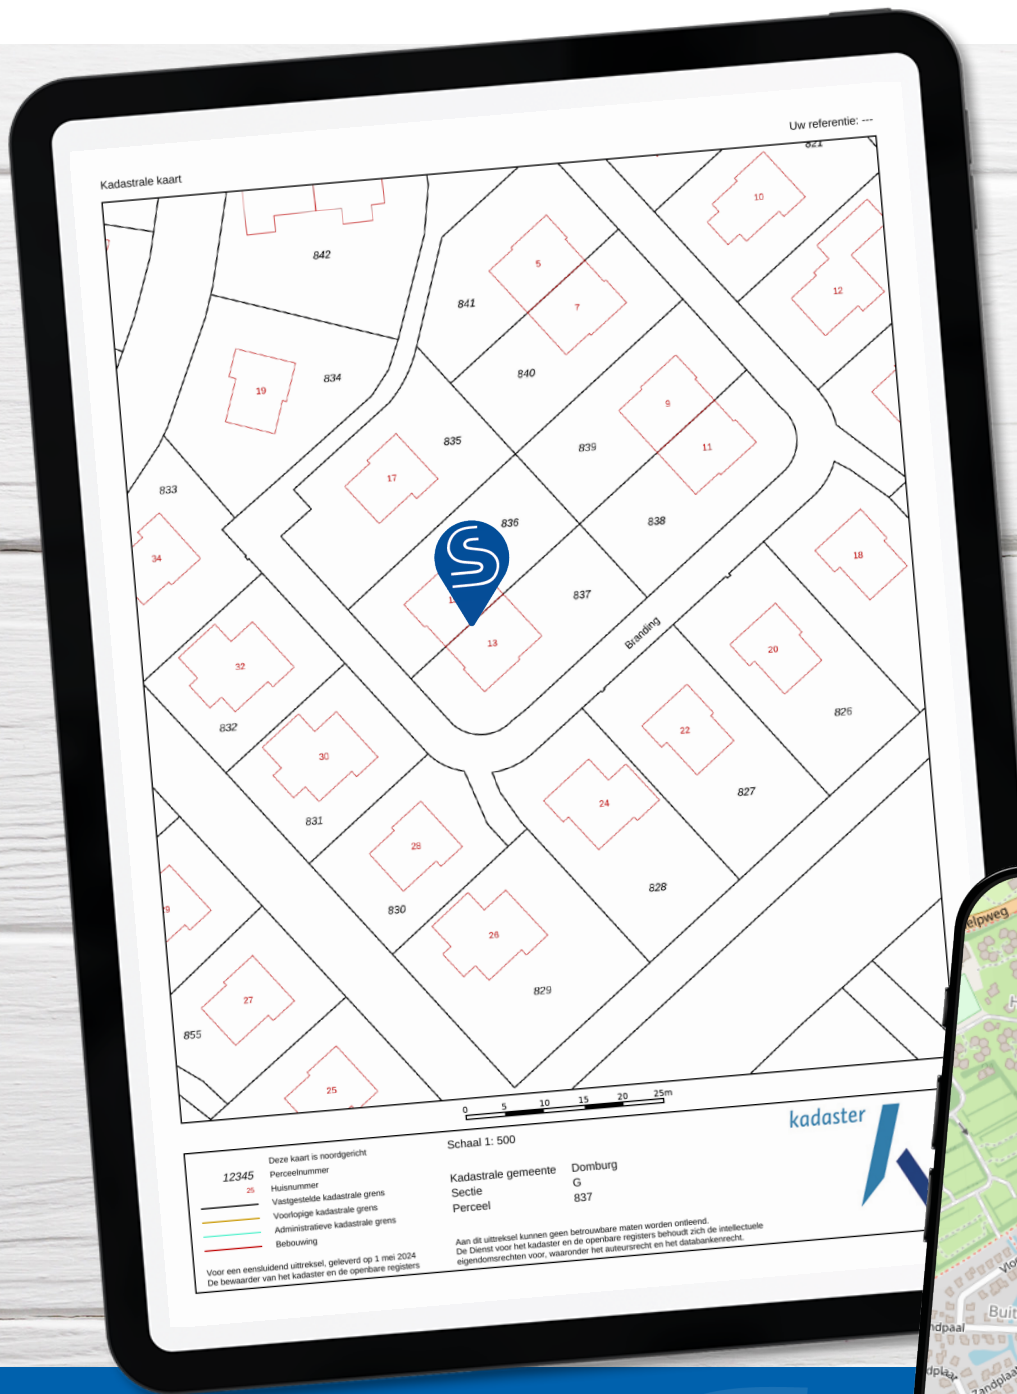 Uw referentie: ---
Kadastrale kaart
821
10
842
5
12
841
7
19
834
840
9
835
839
11
17
833
836
838
34
18
837
13
Branding
20
32
832
826
22
30
24
827
831
28
828
830
26
829
27
855
25
0 5 10 15 20 25m
Schaal 1: 500
kadaster
Deze kaart is noordgericht
12345 Perceelnummer
25 Huisnummer
Vastgestelde kadastrale grens
Voorlopige kadastrale grens
Administratieve kadastrale grens
Bebouwing
Kadastrale gemeente Domburg
Sectie G
Perceel 837
Voor een eensluidend uittreksel, geleverd op 1 mei 2024
De bewaarder van het kadaster en de openbare registers
Aan dit uittreksel kunnen geen betrouwbare maten worden ontleend.
De Dienst voor het kadaster en de openbare registers behoudt zich de intellectuele
eigendomsrechten voor, waaronder het auteursrecht en het databankenrecht.
elpweg
Buit
ndpaal
dplaat